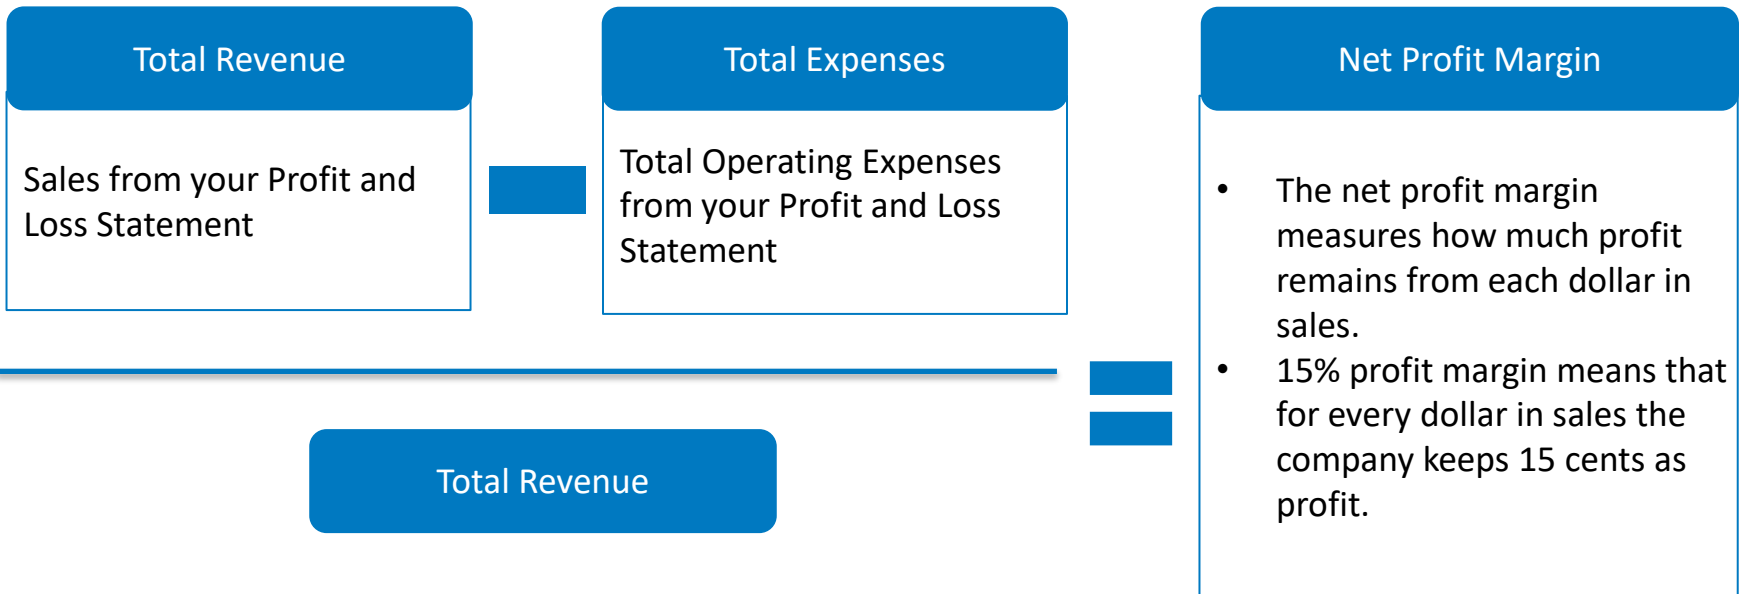 Total Revenue
Sales from your Profit and
Loss Statement
Total Expenses
Total Operating Expenses
from your Profit and Loss
Statement
Total Revenue
Net Profit Margin
• The net profit margin
measures how much profit
remains from each dollar in
sales.
• 15% profit margin means that
for every dollar in sales the
company keeps 15 cents as
profit.